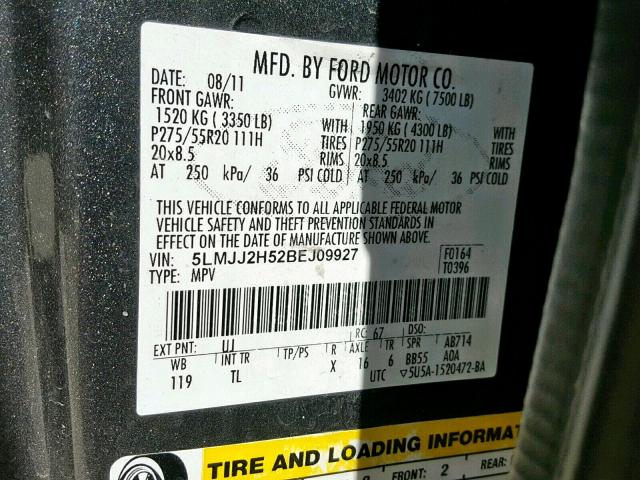 MFD. BY FORD MOTOR CO.
DATE: 08/11 GVWR: 3402 KG ( 7500 LB)
FRONT GAWR: REAR GAWR:
1520 KG ( 3350 LB) WITH 1950 KG ( 4300 LB) WITH
P275/55R20 111H TIRES P275/55R20 111H TIRES
20x8.5 RIMS 20x8.5 RIMS
AT 250 kPa/ 36 PSI COLD AT 250 kPa/ 36 PSI COLD
THIS VEHICLE CONFORMS TO ALL APPLICABLE FEDERAL MOTOR
VEHICLE SAFETY AND THEFT PREVENTION STANDARDS IN
EFFECT ON THE DATE OF MANUFACTURE SHOWN ABOVE.
VIN: 5LMJJ2H52BEJ09927 F0164
TYPE: MPV T0396
EXT PNT: UJ RC: 67 DSO:
WB INT TR TP/PS R AXLE TR SPR AB714
119 TL X 16 6 BB55 A0A
UTC ▽5U5A-1520472-BA
TIRE AND LOADING INFORMAT
FRONT: 2 REAR: